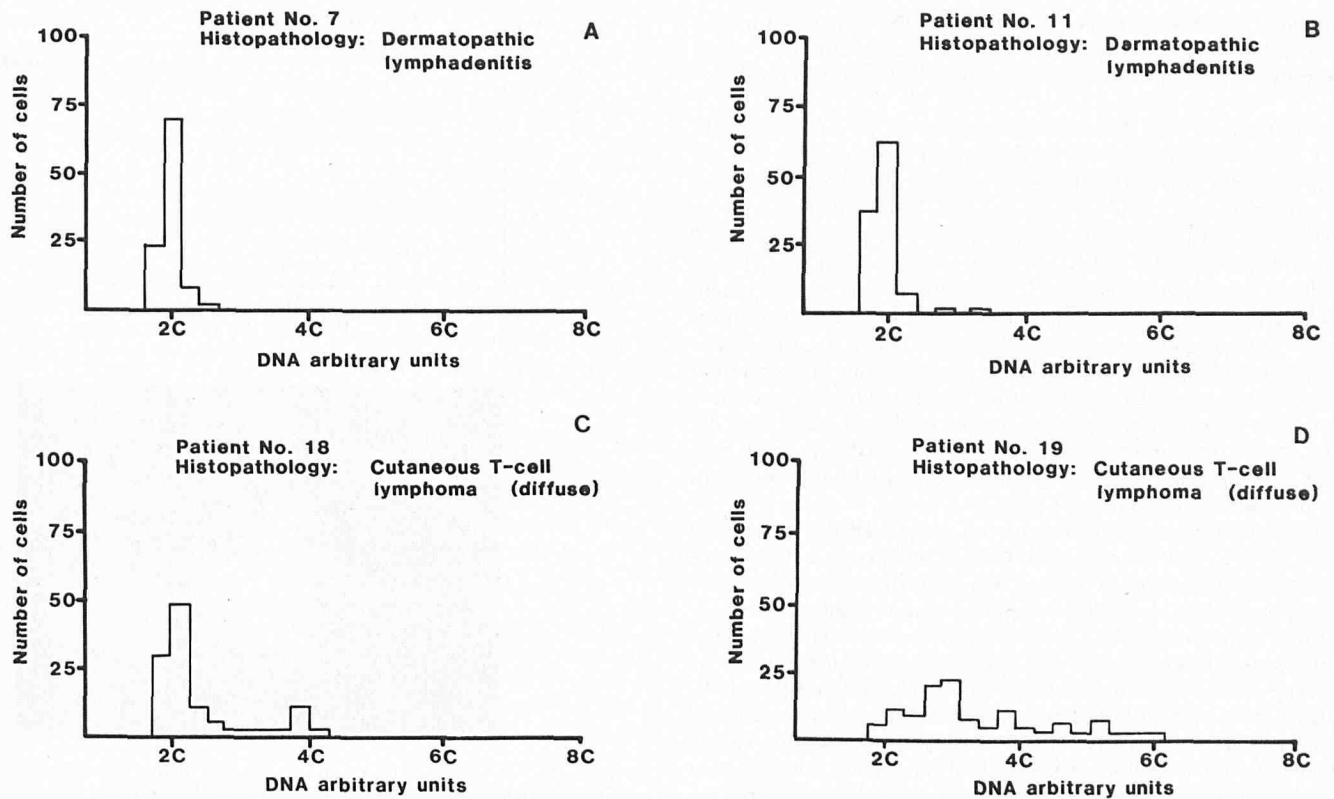 Patient No. 7
Histopathology: Dermatopathic
lymphadenitis
A
100
75
50
25
Number of cells
2C 4C 6C 8C
DNA arbitrary units
Patient No. 11
Histopathology: Dermatopathic
lymphadenitis
B
100
75
50
25
Number of cells
2C 4C 6C 8C
DNA arbitrary units
Patient No. 18
Histopathology: Cutaneous T-cell
lymphoma (diffuse)
C
100
75
50
25
Number of cells
2C 4C 6C 8C
DNA arbitrary units
Patient No. 19
Histopathology: Cutaneous T-cell
lymphoma (diffuse)
D
100
75
50
25
Number of cells
2C 4C 6C 8C
DNA arbitrary units